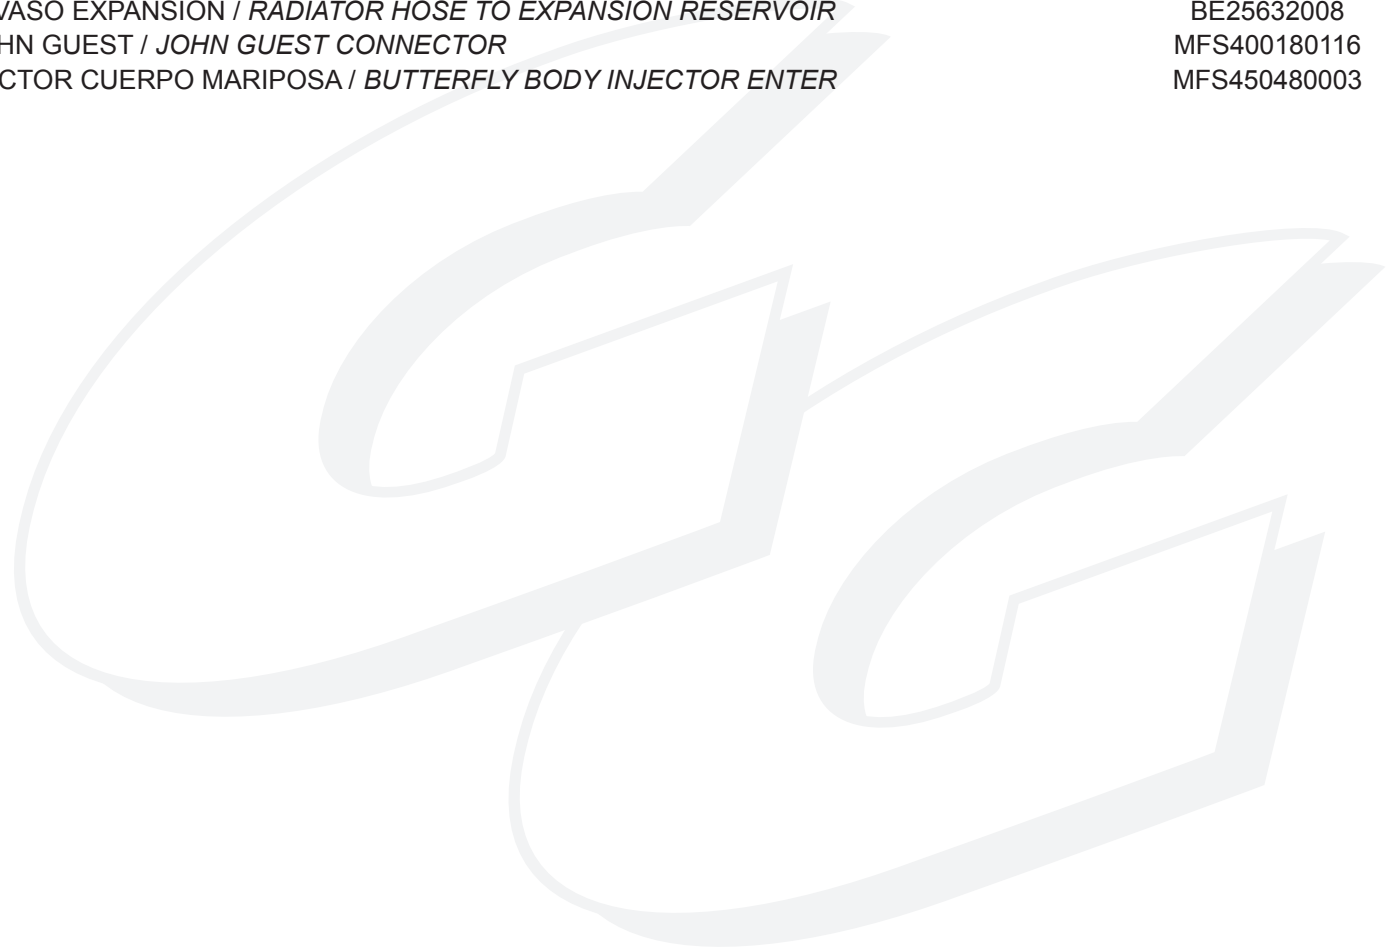 VASO EXPANSION / RADIATOR HOSE TO EXPANSION RESERVOIR BE25632008
HN GUEST / JOHN GUEST CONNECTOR MFS400180116
CTOR CUERPO MARIPOSA / BUTTERFLY BODY INJECTOR ENTER MFS450480003